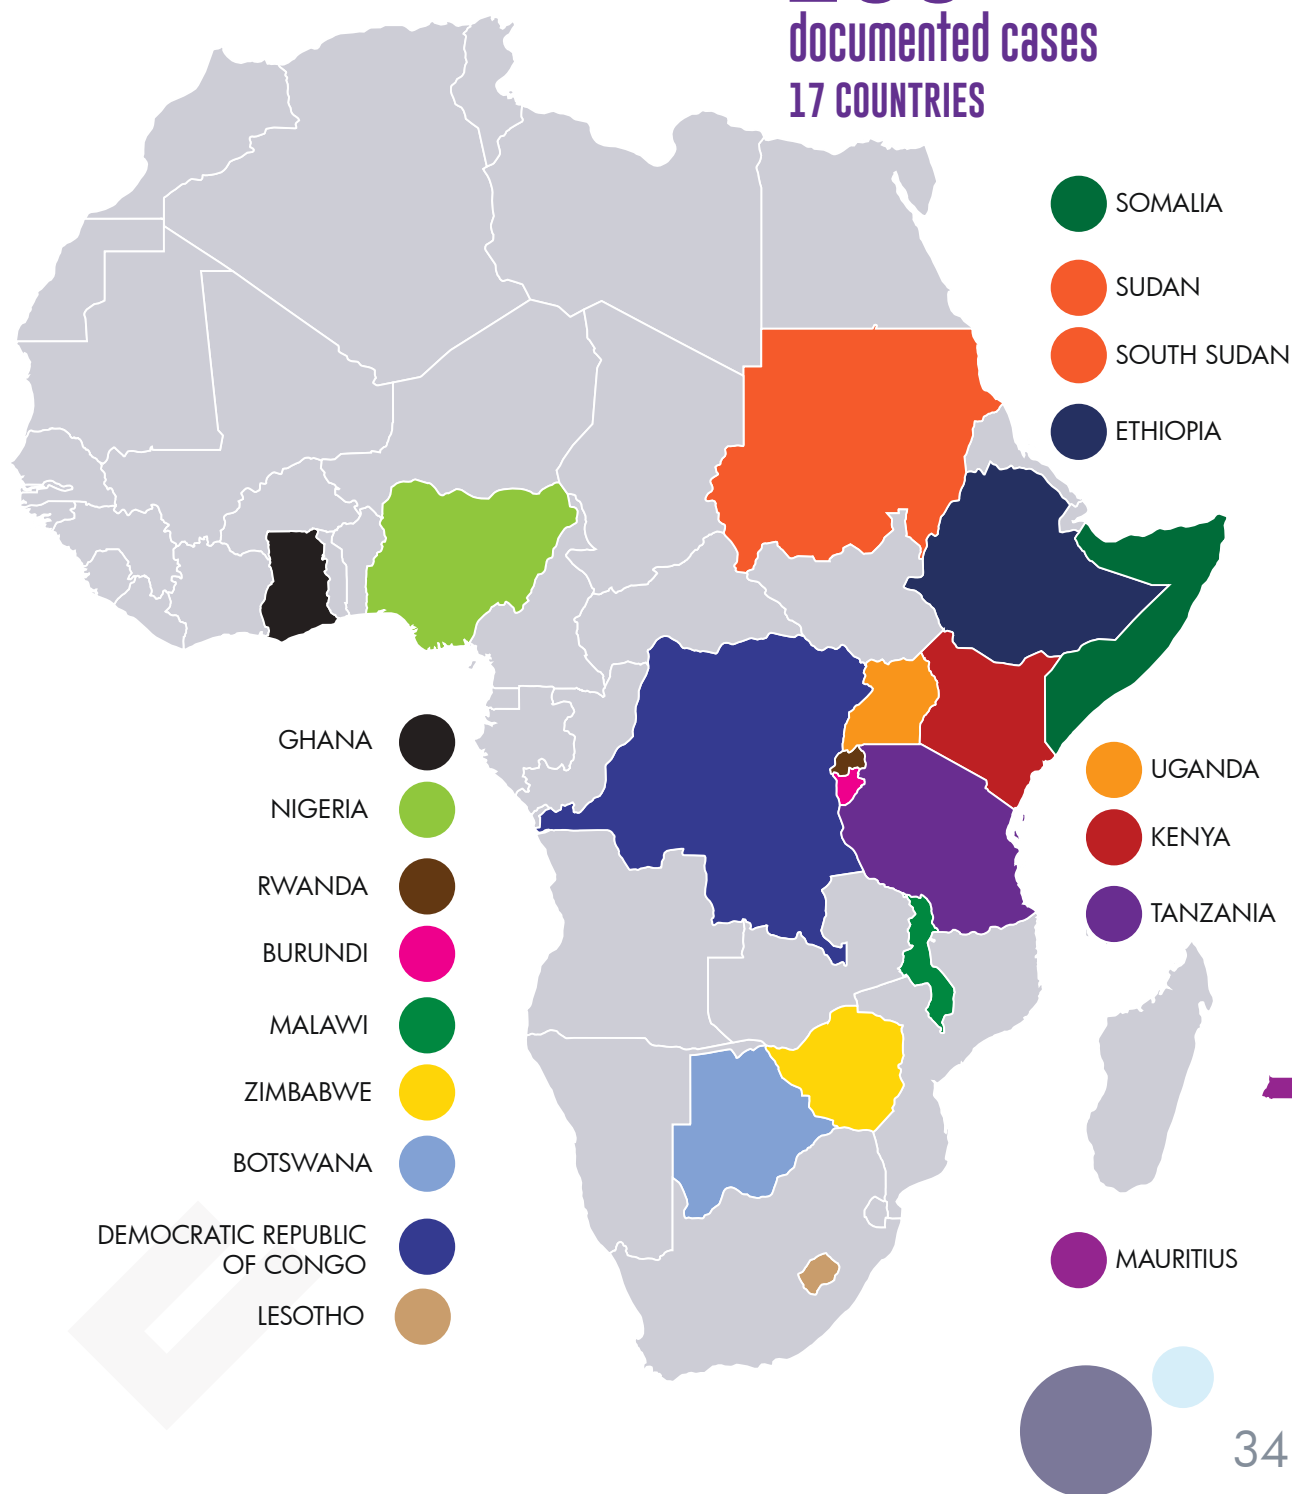 documented cases
17 COUNTRIES
SOMALIA
SUDAN
SOUTH SUDAN
ETHIOPIA
GHANA
NIGERIA
RWANDA
BURUNDI
MALAWI
ZIMBABWE
BOTSWANA
DEMOCRATIC REPUBLIC
OF CONGO
LESOTHO
UGANDA
KENYA
TANZANIA
MAURITIUS
34